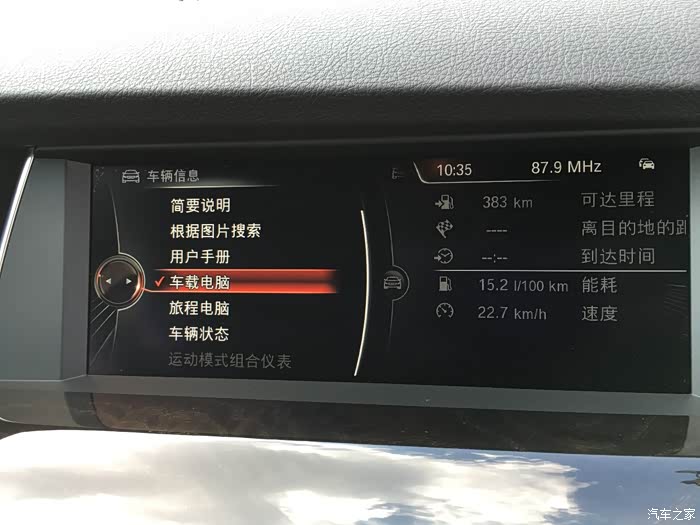 车辆信息
10:35 87.9 MHz
简要说明
根据图片搜索
用户手册
车载电脑
旅程电脑
车辆状态
运动模式组合仪表
383 km 可达里程
---- 离目的地的距
--:-- 到达时间
15.2 l/100 km 能耗
22.7 km/h 速度
汽车之家